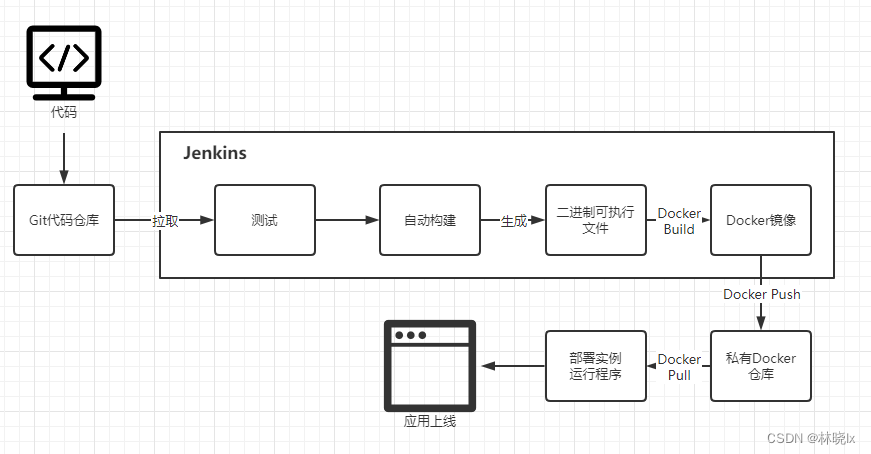 代码
Jenkins
Git代码仓库
拉取
测试
自动构建
生成
二进制可执行
文件
Docker
Build
Docker镜像
Docker Push
私有Docker
仓库
Docker
Pull
部署实例
运行程序
应用上线
CSDN @林晓lx